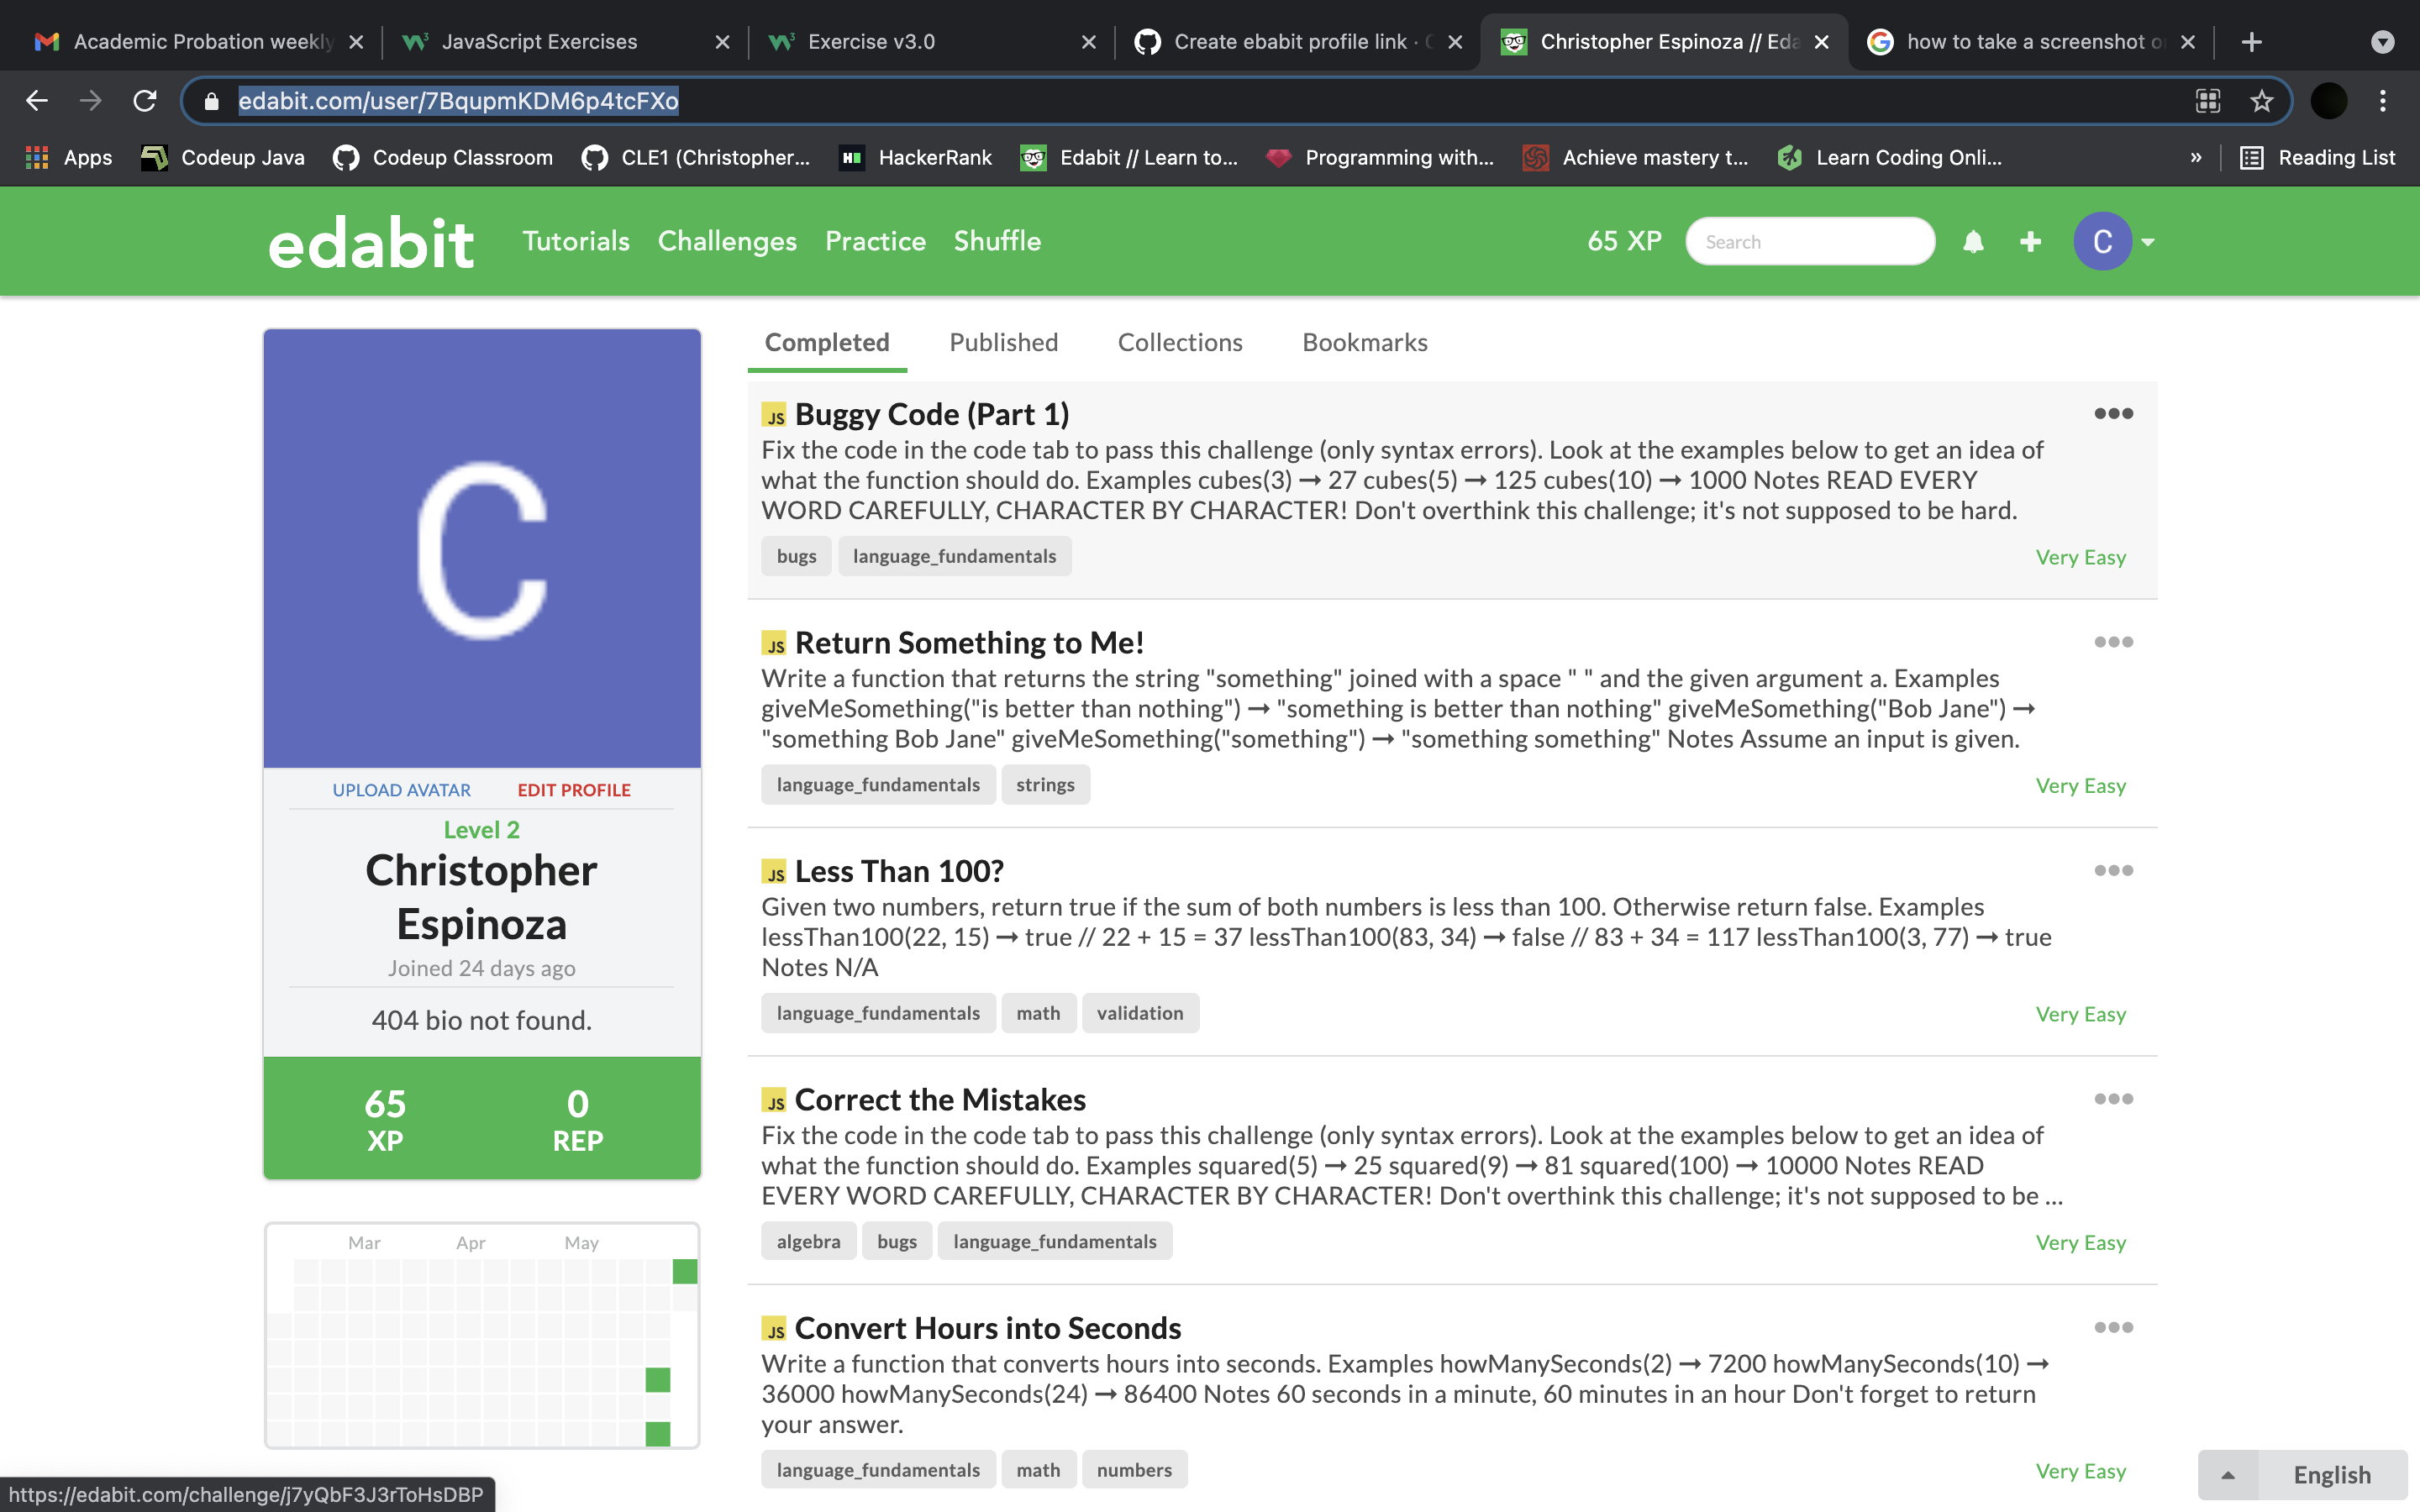 Academic Probation weekly
JavaScript Exercises
Exercise v3.0
Create ebabit profile link ·
Christopher Espinoza // Eda
how to take a screenshot o
edabit.com/user/7BqupmKDM6p4tcFXo
Apps
Codeup Java
Codeup Classroom
CLE1 (Christopher...
HackerRank
Edabit // Learn to...
Programming with...
Achieve mastery t...
Learn Coding Onli...
»
Reading List
edabit
Tutorials
Challenges
Practice
Shuffle
65 XP
Search
C
C
UPLOAD AVATAR
EDIT PROFILE
Level 2
Christopher
Espinoza
Joined 24 days ago
404 bio not found.
65
XP
0
REP
Mar
Apr
May
Completed
Published
Collections
Bookmarks
JS Buggy Code (Part 1)
Fix the code in the code tab to pass this challenge (only syntax errors). Look at the examples below to get an idea of
what the function should do. Examples cubes(3) ➞ 27 cubes(5) ➞ 125 cubes(10) ➞ 1000 Notes READ EVERY
WORD CAREFULLY, CHARACTER BY CHARACTER! Don't overthink this challenge; it's not supposed to be hard.
bugs
language_fundamentals
Very Easy
JS Return Something to Me!
Write a function that returns the string "something" joined with a space " " and the given argument a. Examples
giveMeSomething("is better than nothing") ➞ "something is better than nothing" giveMeSomething("Bob Jane") ➞
"something Bob Jane" giveMeSomething("something") ➞ "something something" Notes Assume an input is given.
language_fundamentals
strings
Very Easy
JS Less Than 100?
Given two numbers, return true if the sum of both numbers is less than 100. Otherwise return false. Examples
lessThan100(22, 15) ➞ true // 22 + 15 = 37 lessThan100(83, 34) ➞ false // 83 + 34 = 117 lessThan100(3, 77) ➞ true
Notes N/A
language_fundamentals
math
validation
Very Easy
JS Correct the Mistakes
Fix the code in the code tab to pass this challenge (only syntax errors). Look at the examples below to get an idea of
what the function should do. Examples squared(5) ➞ 25 squared(9) ➞ 81 squared(100) ➞ 10000 Notes READ
EVERY WORD CAREFULLY, CHARACTER BY CHARACTER! Don't overthink this challenge; it's not supposed to be ...
algebra
bugs
language_fundamentals
Very Easy
JS Convert Hours into Seconds
Write a function that converts hours into seconds. Examples howManySeconds(2) ➞ 7200 howManySeconds(10) ➞
36000 howManySeconds(24) ➞ 86400 Notes 60 seconds in a minute, 60 minutes in an hour Don't forget to return
your answer.
language_fundamentals
math
numbers
Very Easy
https://edabit.com/challenge/j7yQbF3J3rToHsDBP
English